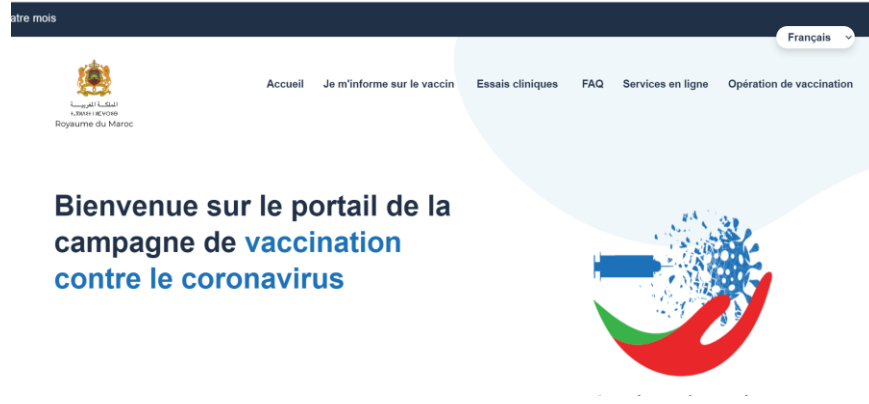 atre mois
Français
المملكة المغربية
Royaume du Maroc
Accueil Je m'informe sur le vaccin Essais cliniques FAQ Services en ligne Opération de vaccination
Bienvenue sur le portail de la
campagne de vaccination
contre le coronavirus